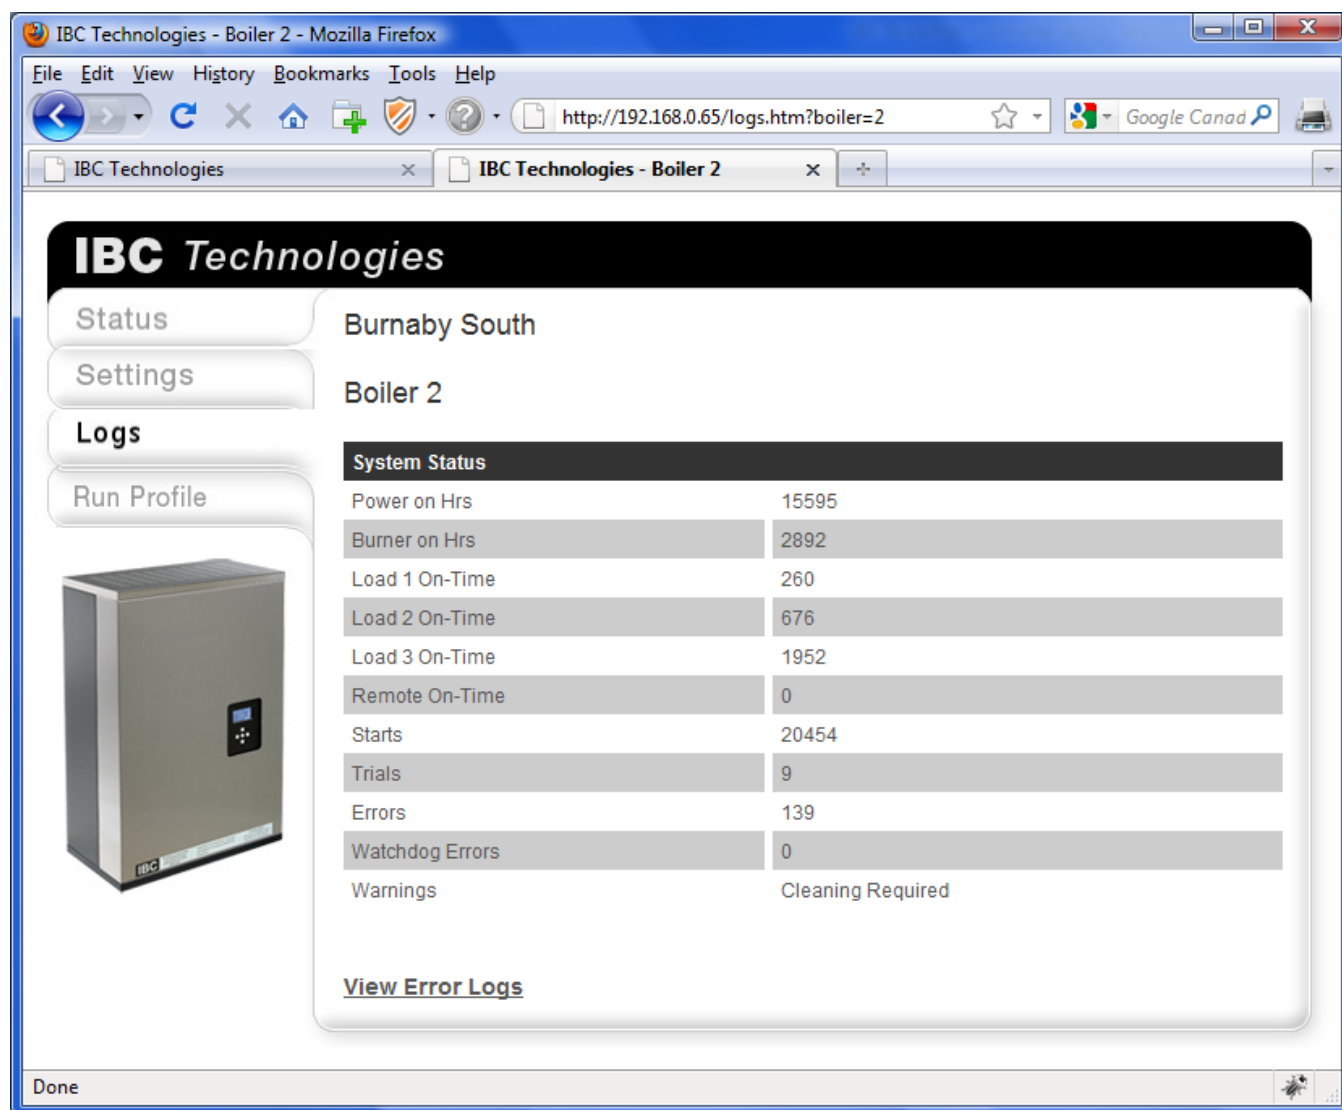 IBC Technologies - Boiler 2 - Mozilla Firefox
File Edit View History Bookmarks Tools Help
http://192.168.0.65/logs.htm?boiler=2 Google Canad
IBC Technologies IBC Technologies - Boiler 2
IBC Technologies
Status
Settings
Logs
Run Profile
IBC
Burnaby South
Boiler 2
System Status
Power on Hrs 15595
Burner on Hrs 2892
Load 1 On-Time 260
Load 2 On-Time 676
Load 3 On-Time 1952
Remote On-Time 0
Starts 20454
Trials 9
Errors 139
Watchdog Errors 0
Warnings Cleaning Required
View Error Logs
Done